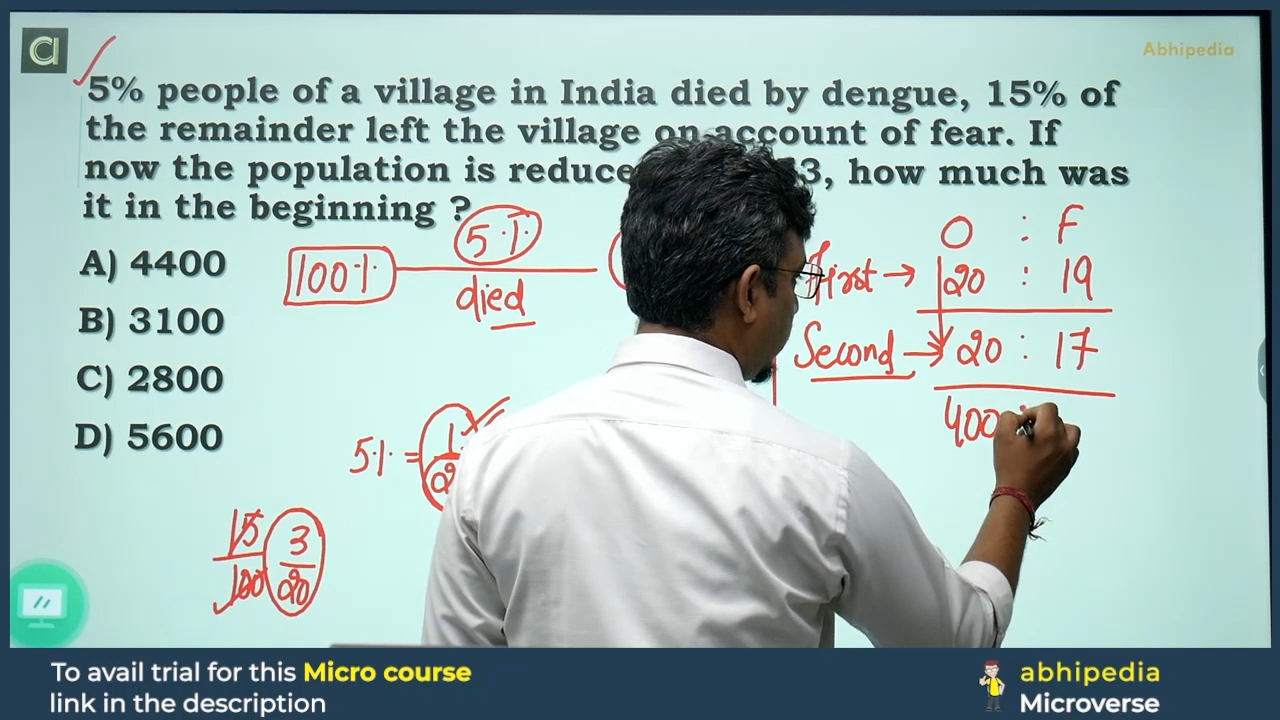 Abhipedia
5% people of a village in India died by dengue, 15% of
the remainder left the village on account of fear. If
now the population is reduce 3, how much was
it in the beginning ?
A) 4400
B) 3100
C) 2800
D) 5600
100% 5%
died
5% = 1
15 3
100 20
O : F
First → 20 : 19
Second → 20 : 17
400
To avail trial for this Micro course
link in the description
abhipedia
Microverse